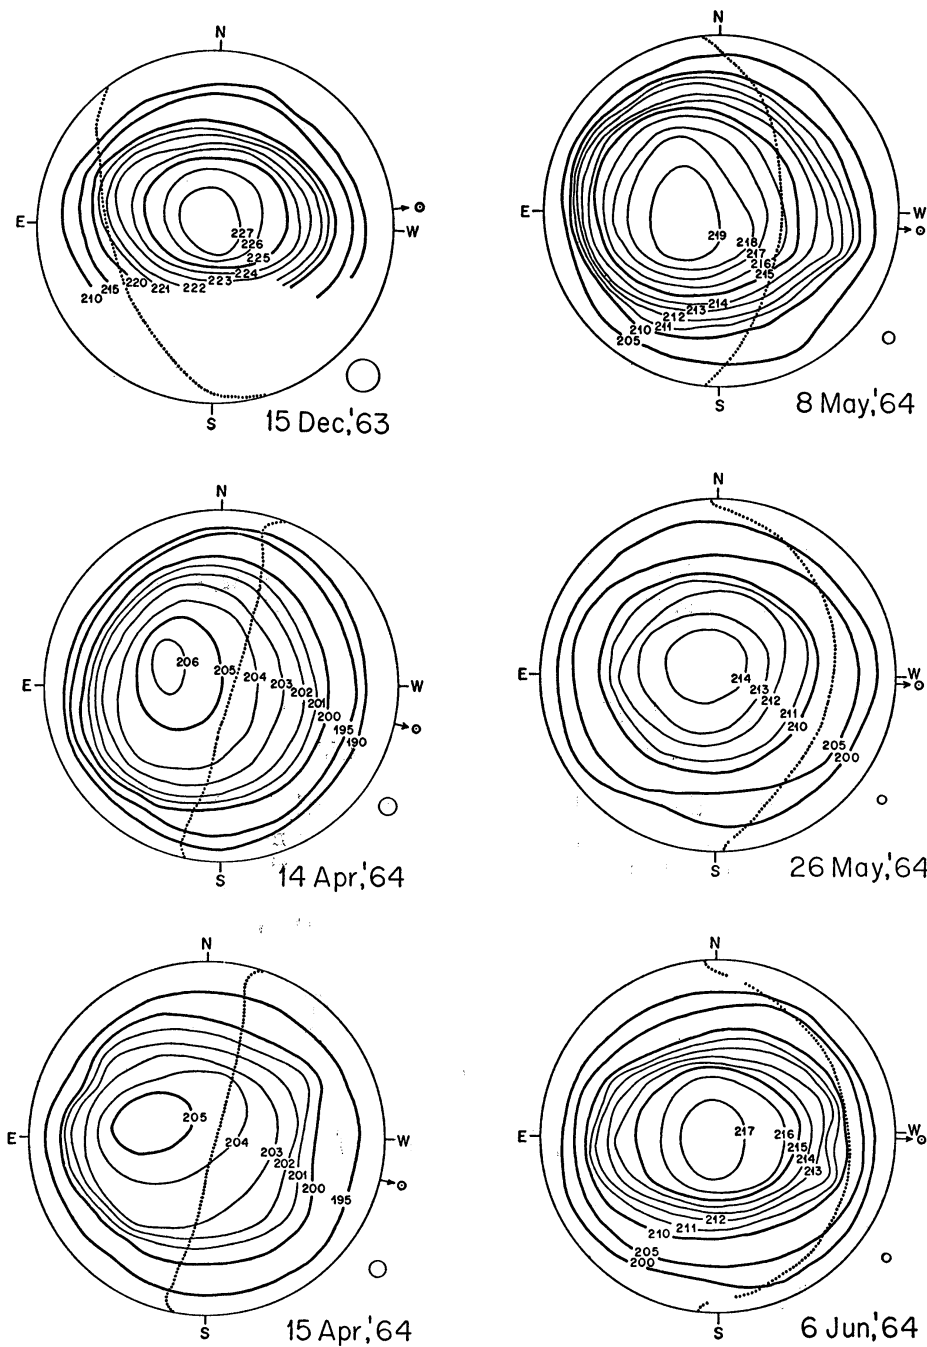 N
E
W
227
226
225
224
223
222
221
220
215
210
S
15 Dec,'63
N
E
W
219
218
217
216
215
214
213
212
211
210
205
S
8 May,'64
N
E
W
206
205
204
203
202
201
200
195
190
S
14 Apr,'64
N
E
W
214
213
212
211
210
205
200
S
26 May,'64
N
E
W
205
204
203
202
201
200
195
S
15 Apr,'64
N
E
W
217
216
215
214
213
212
211
210
205
200
S
6 Jun,'64